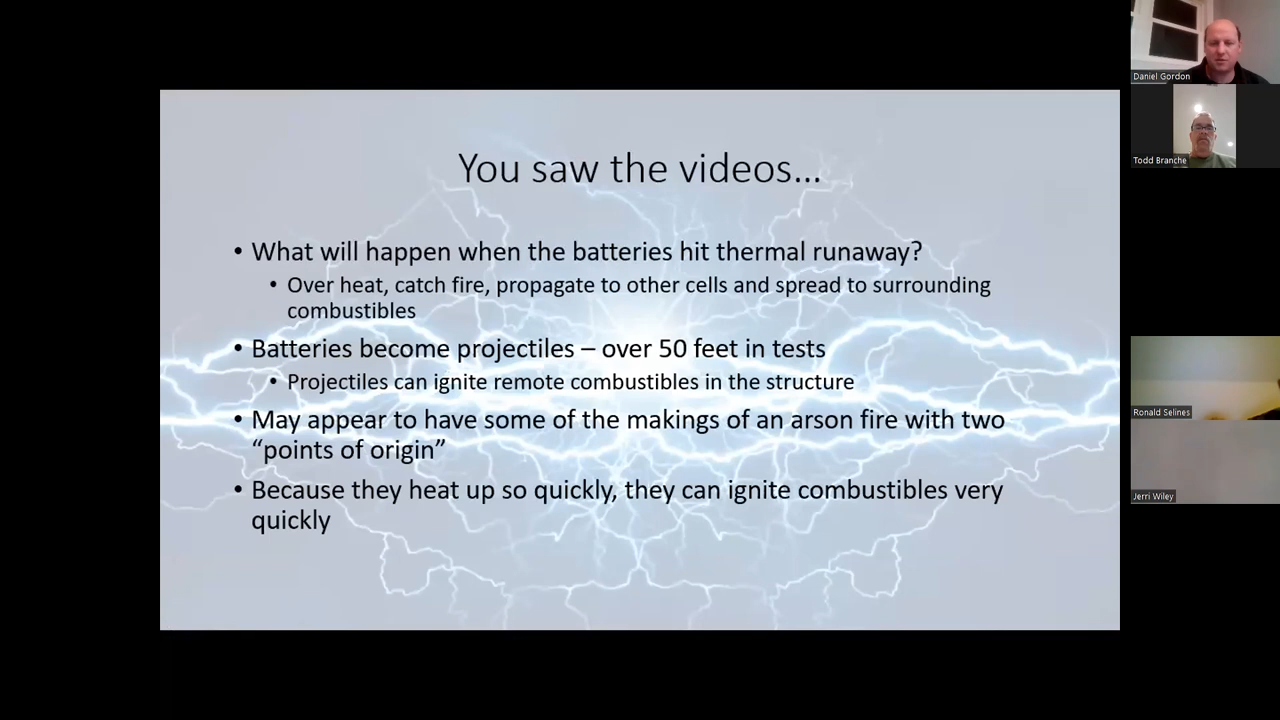 You saw the videos...
• What will happen when the batteries hit thermal runaway?
• Over heat, catch fire, propagate to other cells and spread to surrounding
combustibles
• Batteries become projectiles – over 50 feet in tests
• Projectiles can ignite remote combustibles in the structure
• May appear to have some of the makings of an arson fire with two
“points of origin”
• Because they heat up so quickly, they can ignite combustibles very
quickly
Daniel Gordon
Todd Branche
Ronald Selines
Jerri Wiley